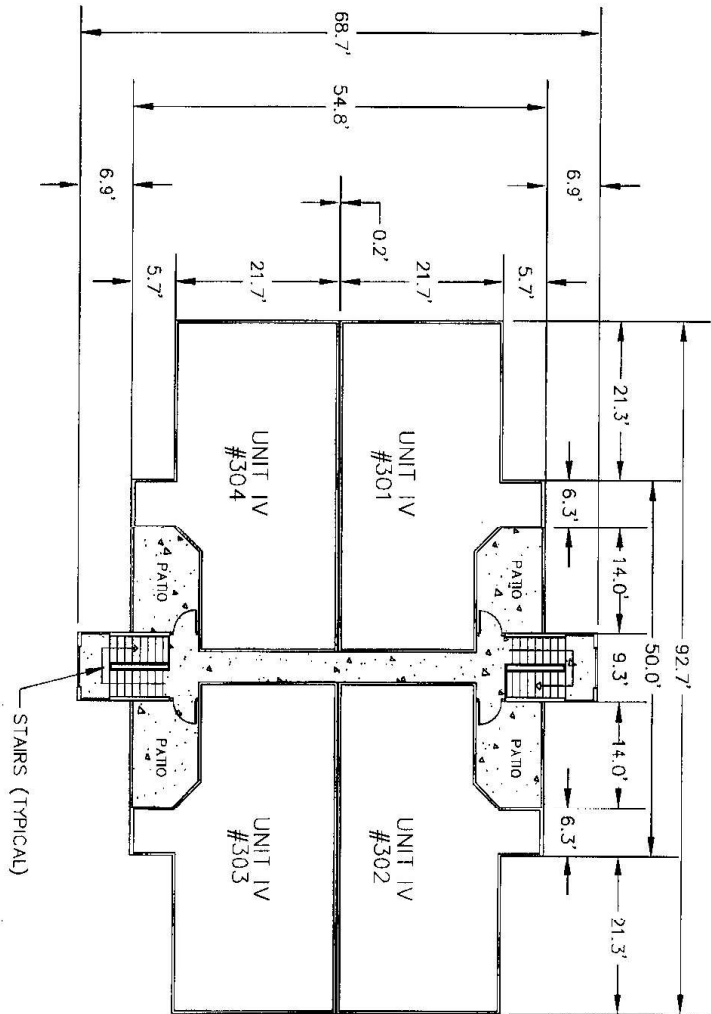 68.7'
54.8'
6.9'
6.9'
0.2'
5.7'
21.7'
21.7'
5.7'
92.7'
50.0'
21.3'
6.3'
14.0'
9.3'
14.0'
6.3'
21.3'
UNIT IV
#304
UNIT IV
#301
PATIO
PATIO
PATIO
PATIO
UNIT IV
#303
UNIT IV
#302
STAIRS (TYPICAL)